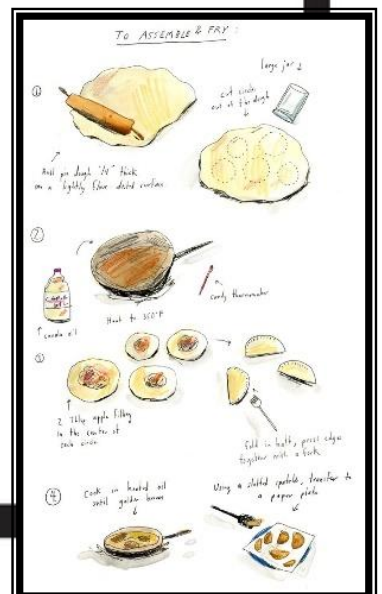 TO ASSEMBLE & FRY :
large jar
①
cut circles
out of the dough
Roll pie dough 1/4" thick
on a lightly flour dusted surface
②
candy thermometer
canola oil
Heat to 350°F
③
2 Tblsp apple filling
in the center of
each circle
fold in half, press edges
together with a fork
④
Cook in heated oil
until golden brown
Using a slotted spatula, transfer to
a paper plate